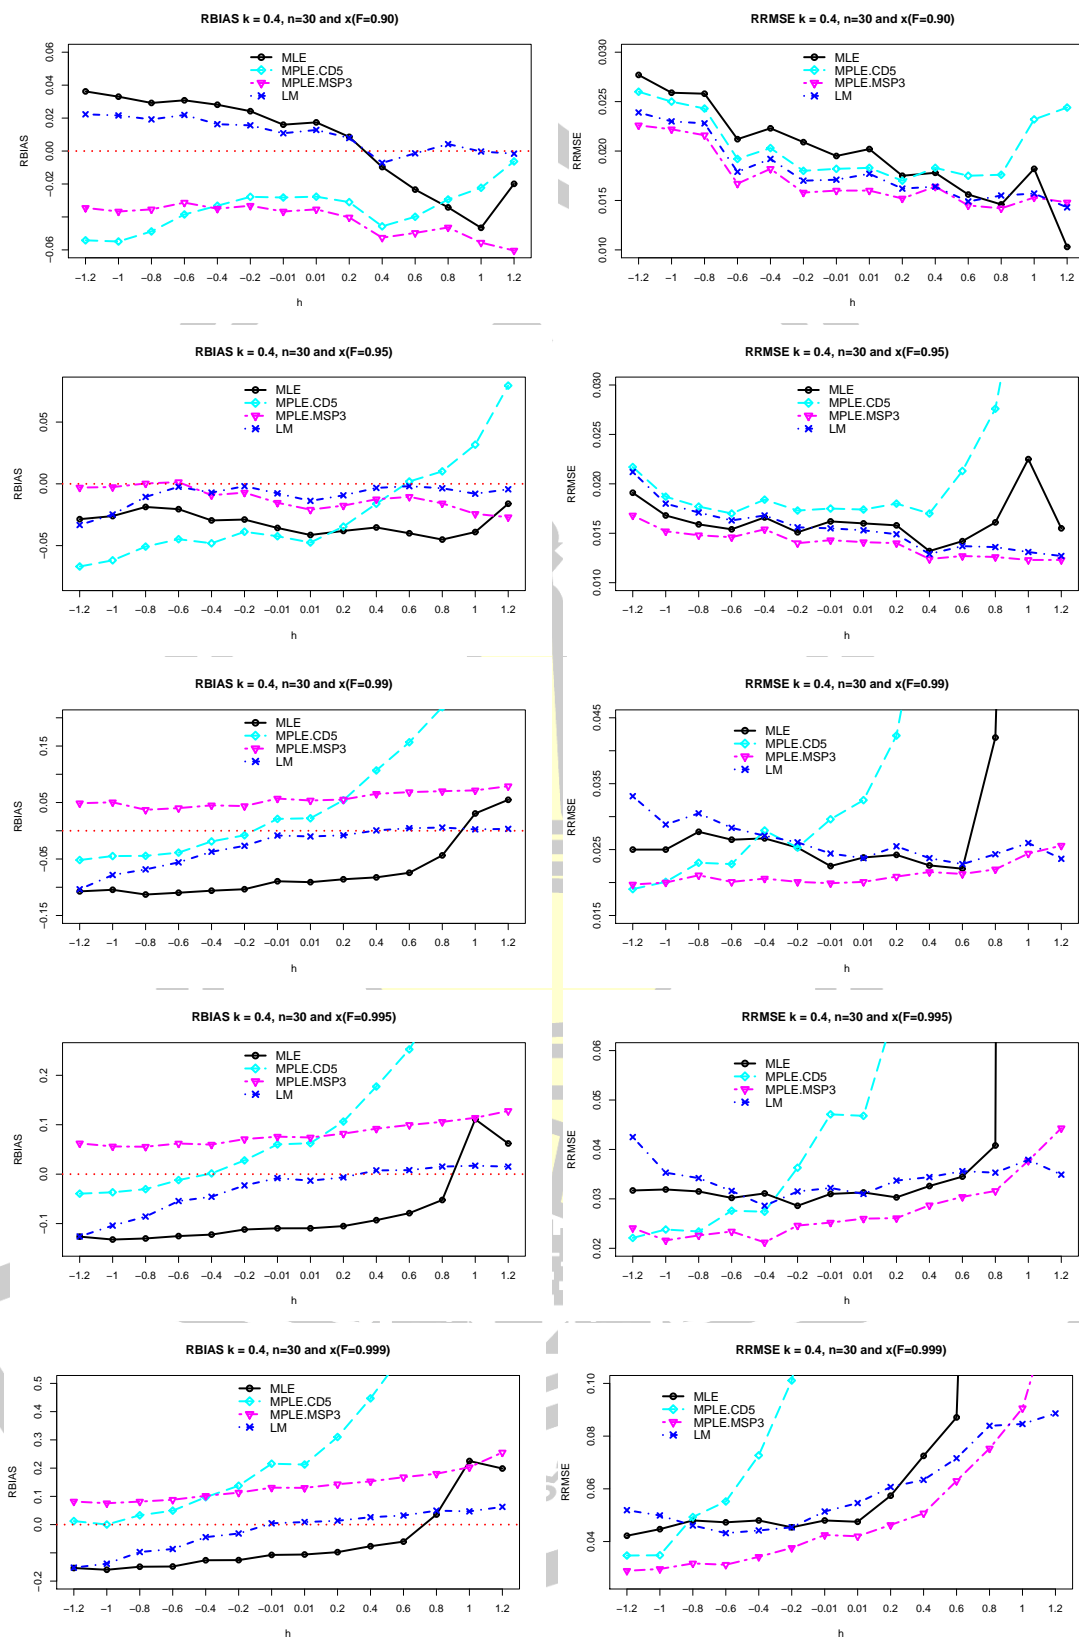 RBIAS k = 0.4, n=30 and x(F=0.90)
MLE
MPLE.CD5
MPLE.MSP3
LM
RBIAS
0.06
0.04
0.02
0.00
−0.02
−0.06
−1.2 −1 −0.8 −0.6 −0.4 −0.2 −0.01 0.01 0.2 0.4 0.6 0.8 1 1.2
h
RRMSE k = 0.4, n=30 and x(F=0.90)
MLE
MPLE.CD5
MPLE.MSP3
LM
RRMSE
0.030
0.025
0.020
0.015
0.010
−1.2 −1 −0.8 −0.6 −0.4 −0.2 −0.01 0.01 0.2 0.4 0.6 0.8 1 1.2
h
RBIAS k = 0.4, n=30 and x(F=0.95)
MLE
MPLE.CD5
MPLE.MSP3
LM
RBIAS
0.05
0.00
−0.05
−1.2 −1 −0.8 −0.6 −0.4 −0.2 −0.01 0.01 0.2 0.4 0.6 0.8 1 1.2
h
RRMSE k = 0.4, n=30 and x(F=0.95)
MLE
MPLE.CD5
MPLE.MSP3
LM
RRMSE
0.030
0.025
0.020
0.015
0.010
−1.2 −1 −0.8 −0.6 −0.4 −0.2 −0.01 0.01 0.2 0.4 0.6 0.8 1 1.2
h
RBIAS k = 0.4, n=30 and x(F=0.99)
MLE
MPLE.CD5
MPLE.MSP3
LM
RBIAS
0.15
0.05
−0.05
−0.15
−1.2 −1 −0.8 −0.6 −0.4 −0.2 −0.01 0.01 0.2 0.4 0.6 0.8 1 1.2
h
RRMSE k = 0.4, n=30 and x(F=0.99)
MLE
MPLE.CD5
MPLE.MSP3
LM
RRMSE
0.045
0.035
0.025
0.015
−1.2 −1 −0.8 −0.6 −0.4 −0.2 −0.01 0.01 0.2 0.4 0.6 0.8 1 1.2
h
RBIAS k = 0.4, n=30 and x(F=0.995)
MLE
MPLE.CD5
MPLE.MSP3
LM
RBIAS
0.2
0.1
0.0
−0.1
−1.2 −1 −0.8 −0.6 −0.4 −0.2 −0.01 0.01 0.2 0.4 0.6 0.8 1 1.2
h
RRMSE k = 0.4, n=30 and x(F=0.995)
MLE
MPLE.CD5
MPLE.MSP3
LM
RRMSE
0.06
0.05
0.04
0.03
0.02
−1.2 −1 −0.8 −0.6 −0.4 −0.2 −0.01 0.01 0.2 0.4 0.6 0.8 1 1.2
h
RBIAS k = 0.4, n=30 and x(F=0.999)
MLE
MPLE.CD5
MPLE.MSP3
LM
RBIAS
0.5
0.4
0.3
0.2
0.1
0.0
−0.2
−1.2 −1 −0.8 −0.6 −0.4 −0.2 −0.01 0.01 0.2 0.4 0.6 0.8 1 1.2
h
RRMSE k = 0.4, n=30 and x(F=0.999)
MLE
MPLE.CD5
MPLE.MSP3
LM
RRMSE
0.10
0.08
0.06
0.04
−1.2 −1 −0.8 −0.6 −0.4 −0.2 −0.01 0.01 0.2 0.4 0.6 0.8 1 1.2
h